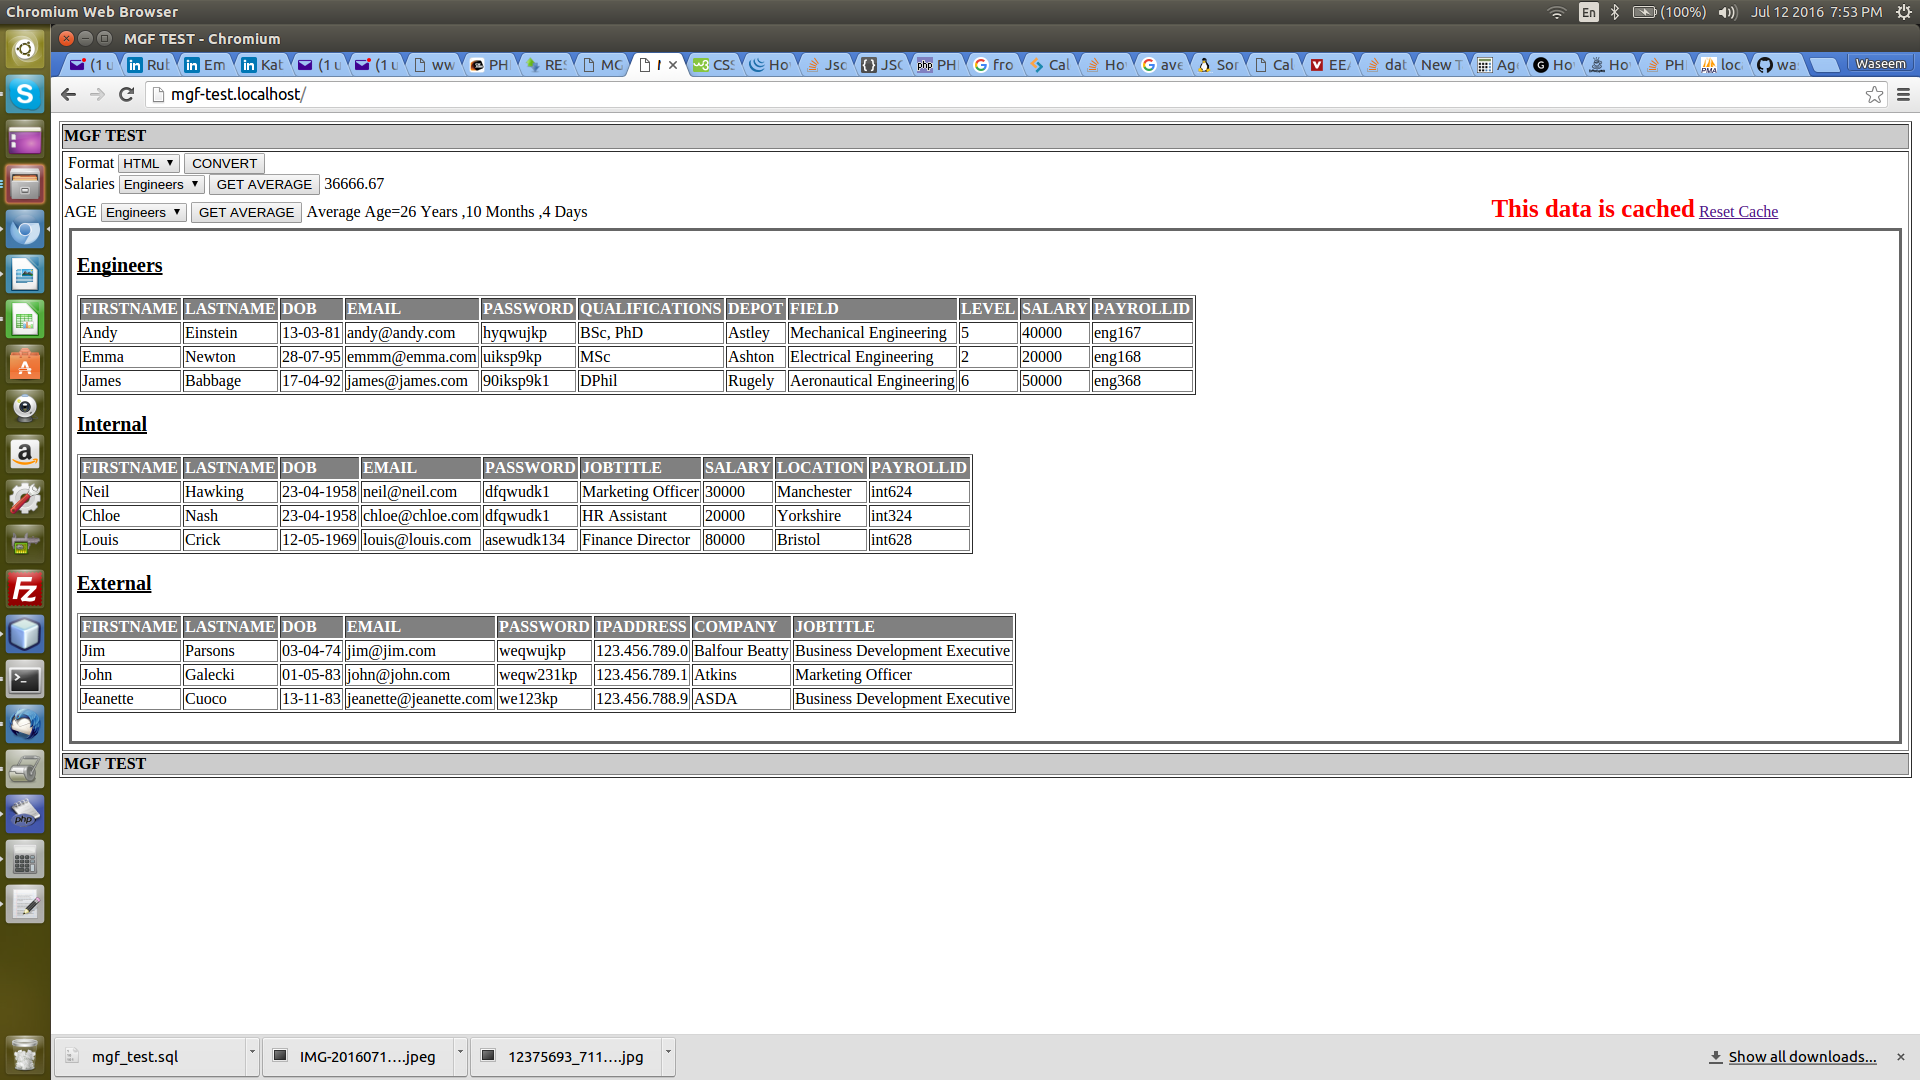 Chromium Web Browser
En (100%) Jul 12 2016 7:53 PM
MGF TEST - Chromium
(1 u Rub Em Kat (1 u (1 u ww PHI RES MG CSS Ho Jso JSO PHI fro Cal Ho ave Sor Cal EEA dat New T Age Ho Ho PHI loc wa Waseem
mgf-test.localhost/
MGF TEST
Format HTML CONVERT
Salaries Engineers GET AVERAGE 36666.67
AGE Engineers GET AVERAGE Average Age=26 Years ,10 Months ,4 Days This data is cached Reset Cache
Engineers
FIRSTNAME LASTNAME DOB EMAIL PASSWORD QUALIFICATIONS DEPOT FIELD LEVEL SALARY PAYROLLID
Andy Einstein 13-03-81 andy@andy.com hyqwujkp BSc, PhD Astley Mechanical Engineering 5 40000 eng167
Emma Newton 28-07-95 emmm@emma.com uiksp9kp MSc Ashton Electrical Engineering 2 20000 eng168
James Babbage 17-04-92 james@james.com 90iksp9k1 DPhil Rugely Aeronautical Engineering 6 50000 eng368
Internal
FIRSTNAME LASTNAME DOB EMAIL PASSWORD JOBTITLE SALARY LOCATION PAYROLLID
Neil Hawking 23-04-1958 neil@neil.com dfqwudk1 Marketing Officer 30000 Manchester int624
Chloe Nash 23-04-1958 chloe@chloe.com dfqwudk1 HR Assistant 20000 Yorkshire int324
Louis Crick 12-05-1969 louis@louis.com asewudk134 Finance Director 80000 Bristol int628
External
FIRSTNAME LASTNAME DOB EMAIL PASSWORD IPADDRESS COMPANY JOBTITLE
Jim Parsons 03-04-74 jim@jim.com weqwujkp 123.456.789.0 Balfour Beatty Business Development Executive
John Galecki 01-05-83 john@john.com weqw231kp 123.456.789.1 Atkins Marketing Officer
Jeanette Cuoco 13-11-83 jeanette@jeanette.com we123kp 123.456.788.9 ASDA Business Development Executive
MGF TEST
mgf_test.sql IMG-2016071....jpeg 12375693_711....jpg Show all downloads...